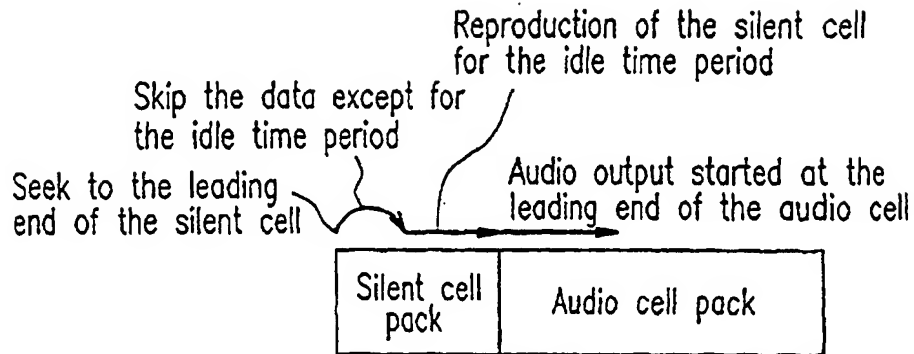 Reproduction of the silent cell
for the idle time period
Skip the data except for
the idle time period
Seek to the leading
end of the silent cell
Audio output started at the
leading end of the audio cell
Silent cell
pack
Audio cell pack